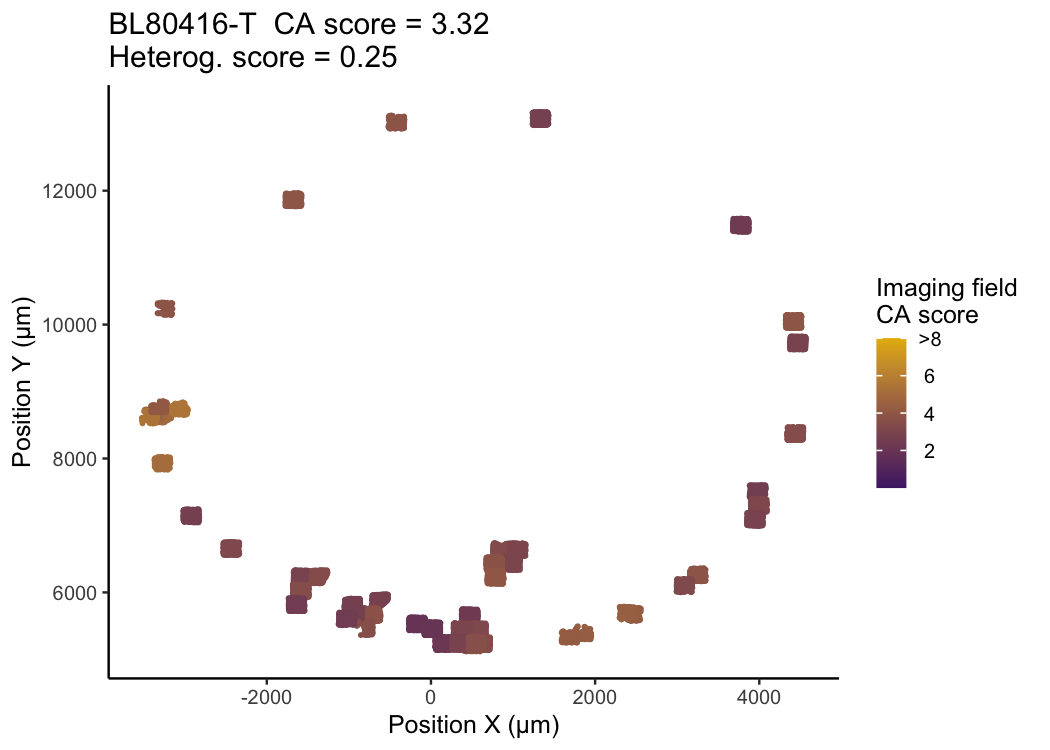 BL80416-T  CA score = 3.32
Heterog. score = 0.25
12000
10000
8000
6000
Position Y (µm)
-2000
0
2000
4000
Position X (µm)
Imaging field
CA score
>8
6
4
2